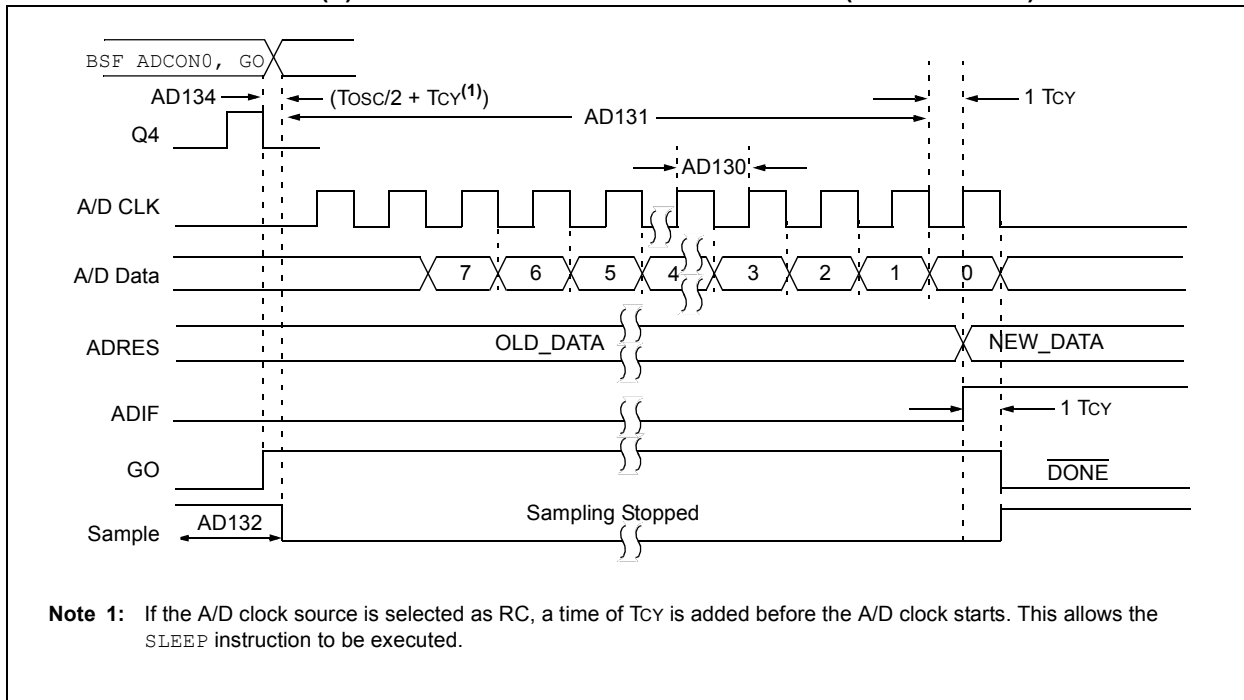 BSF ADCON0, GO
AD134
(TOSC/2 + TCY(1))
1 TCY
AD131
Q4
AD130
A/D CLK
A/D Data
7
6
5
4
3
2
1
0
OLD_DATA
ADRES
NEW_DATA
ADIF
1 TCY
GO
DONE
Sampling Stopped
AD132
Sample
Note 1: If the A/D clock source is selected as RC, a time of TCY is added before the A/D clock starts. This allows the
SLEEP instruction to be executed.